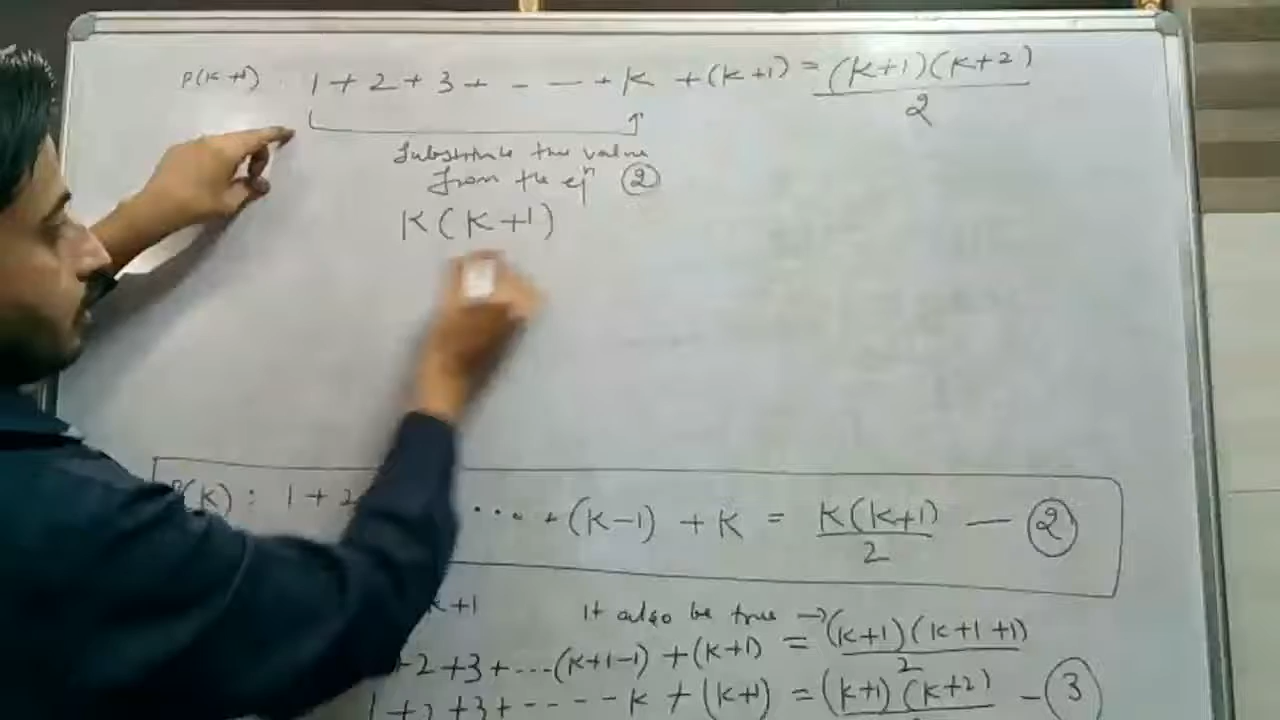 P(K+1) : 1 + 2 + 3 + - — + K + (K+1) = (K+1)(K+2) / 2
Substitute the value
from the eqn ②
K(K+1)
P(K) : 1 + 2 ... + (K-1) + K = K(K+1) / 2 — ②
K+1 It also be true → (K+1)(K+1+1) / 2
+2 +3 + ...(K+1-1) + (K+1) =
1 + 2 + 3 + - - - - K + (K+1) = (K+1)(K+2) - ③